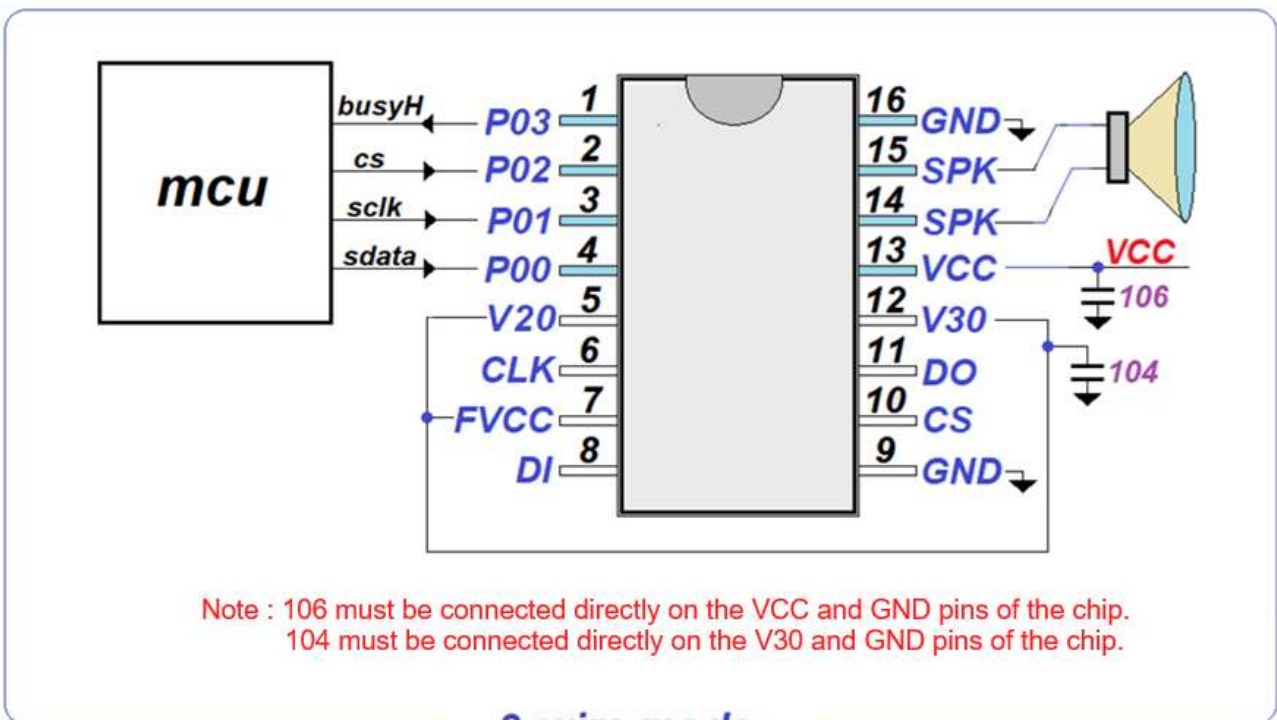 mcu
busyH
cs
sclk
sdata
P03 1
P02 2
P01 3
P00 4
V20 5
CLK 6
FVCC 7
DI 8
16 GND
15 SPK
14 SPK
13 VCC
VCC
106
12 V30
104
11 DO
10 CS
9 GND
Note : 106 must be connected directly on the VCC and GND pins of the chip.
104 must be connected directly on the V30 and GND pins of the chip.